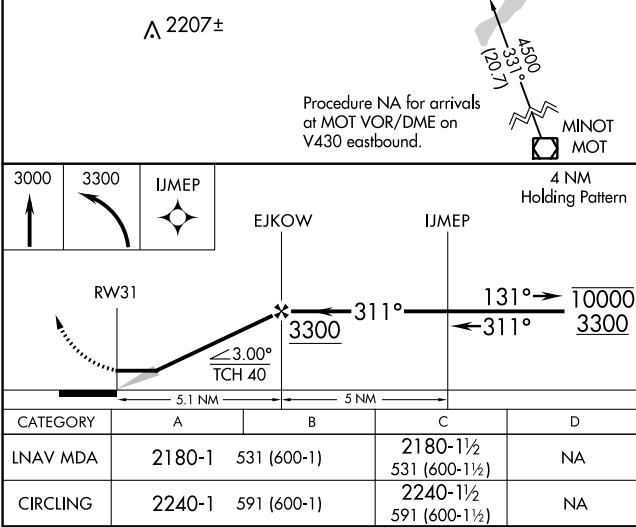 2207±
4500
331°
(20.7)
Procedure NA for arrivals
at MOT VOR/DME on
V430 eastbound.
MINOT
MOT
3000
3300
IJMEP
4 NM
Holding Pattern
EJKOW
IJMEP
RW31
311°
131°
10000
3300
311°
3300
3.00°
TCH 40
5.1 NM
5 NM
CATEGORY A B C D
LNAV MDA 2180-1 531 (600-1) 2180-1½ 531 (600-1½) NA
CIRCLING 2240-1 591 (600-1) 2240-1½ 591 (600-1½) NA